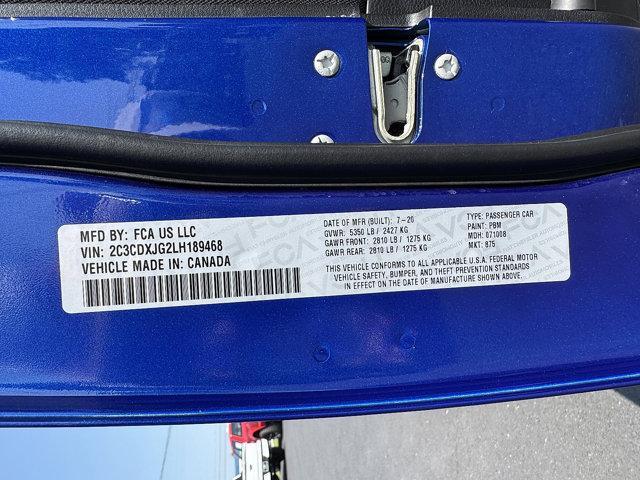 MFD BY: FCA US LLC
VIN: 2C3CDXJG2LH189468
VEHICLE MADE IN: CANADA
DATE OF MFR (BUILT): 7-20
GVWR: 5350 LB / 2427 KG
GAWR FRONT: 2810 LB / 1275 KG
GAWR REAR: 2810 LB / 1275 KG
TYPE: PASSENGER CAR
PAINT: PBM
MDH: 071008
MKT: 875
THIS VEHICLE CONFORMS TO ALL APPLICABLE U.S.A. FEDERAL MOTOR
VEHICLE SAFETY, BUMPER, AND THEFT PREVENTION STANDARDS
IN EFFECT ON THE DATE OF MANUFACTURE SHOWN ABOVE.